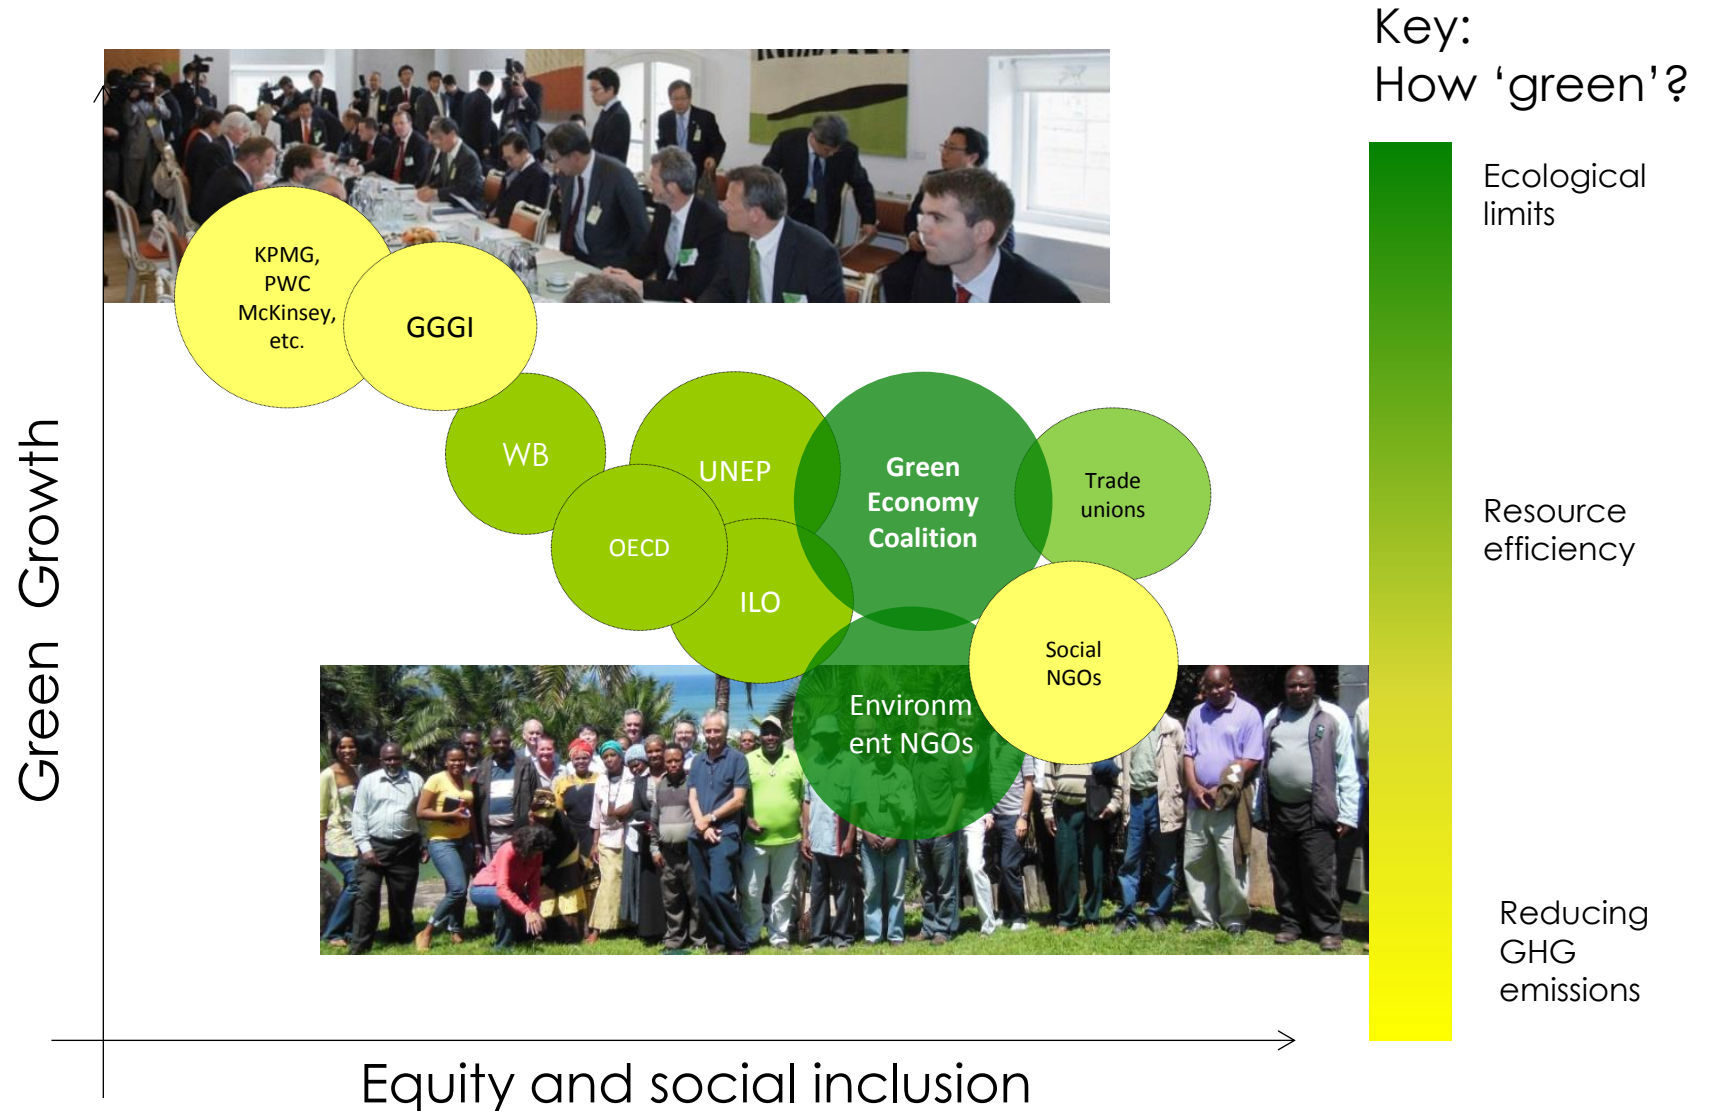 Key:
How ‘green’?
Ecological
limits
KPMG,
PWC
McKinsey,
etc.
GGGI
Green Growth
WB
UNEP
Green
Economy
Coalition
Trade
unions
OECD
ILO
Resource
efficiency
Social
NGOs
Environm
ent NGOs
Reducing
GHG
emissions
Equity and social inclusion